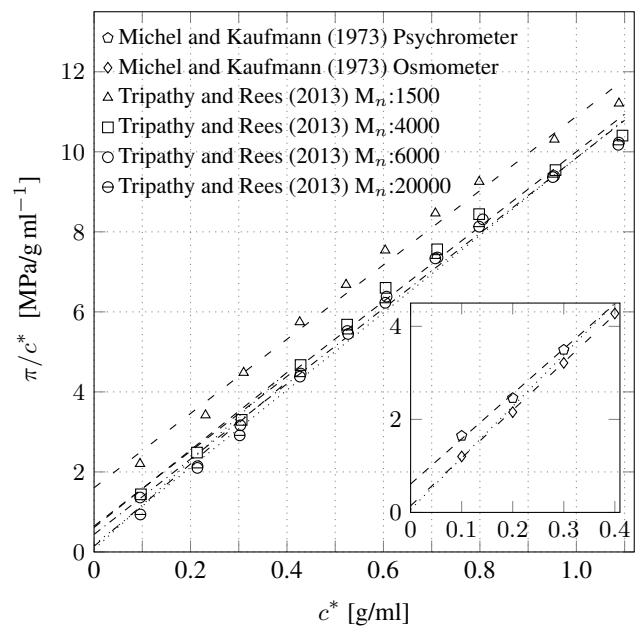 Michel and Kaufmann (1973) Psychrometer
Michel and Kaufmann (1973) Osmometer
Tripathy and Rees (2013) Mₙ:1500
Tripathy and Rees (2013) Mₙ:4000
Tripathy and Rees (2013) Mₙ:6000
Tripathy and Rees (2013) Mₙ:20000
π/c* [MPa/g ml⁻¹]
12
10
8
6
4
2
0
0 0.2 0.4 0.6 0.8 1.0
c* [g/ml]
4
2
0
0 0.1 0.2 0.3 0.4